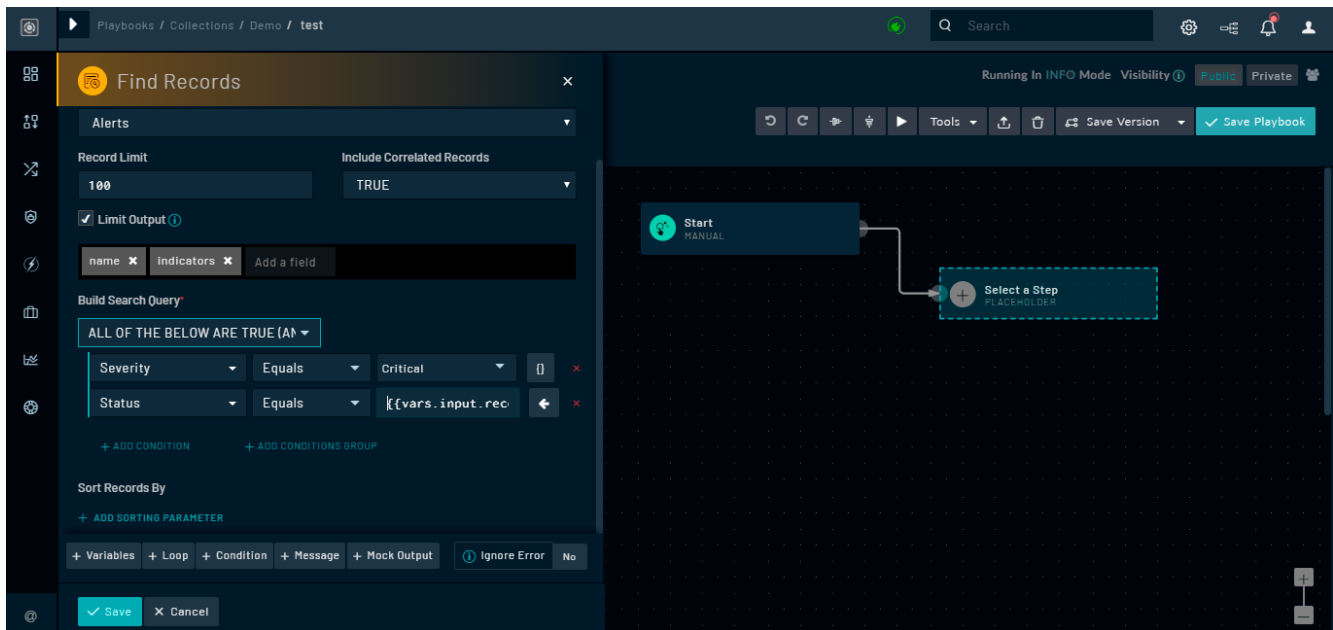 Playbooks / Collections / Demo / test
Search
Find Records
Running In INFO Mode Visibility Public Private
Alerts
Tools Save Version Save Playbook
Record Limit Include Correlated Records
100 TRUE
Limit Output
name indicators Add a field
Start
MANUAL
Select a Step
PLACEHOLDER
Build Search Query*
ALL OF THE BELOW ARE TRUE (AN
Severity Equals Critical {}
Status Equals {{vars.input.rec
+ ADD CONDITION + ADD CONDITIONS GROUP
Sort Records By
+ ADD SORTING PARAMETER
+ Variables + Loop + Condition + Message + Mock Output Ignore Error No
Save X Cancel
@